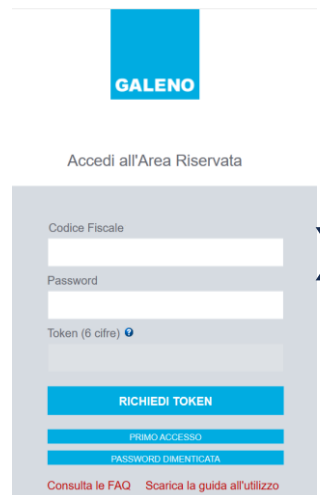 GALENO
Accedi all'Area Riservata
Codice Fiscale
Password
Token (6 cifre) ?
RICHIEDI TOKEN
PRIMO ACCESSO
PASSWORD DIMENTICATA
Consulta le FAQ Scarica la guida all'utilizzo